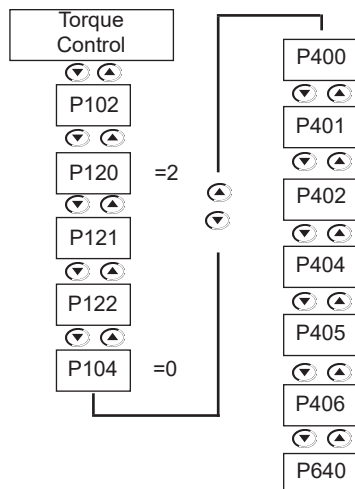 Torque
Control
P102
P120 =2
P121
P122
P104 =0
P400
P401
P402
P404
P405
P406
P640